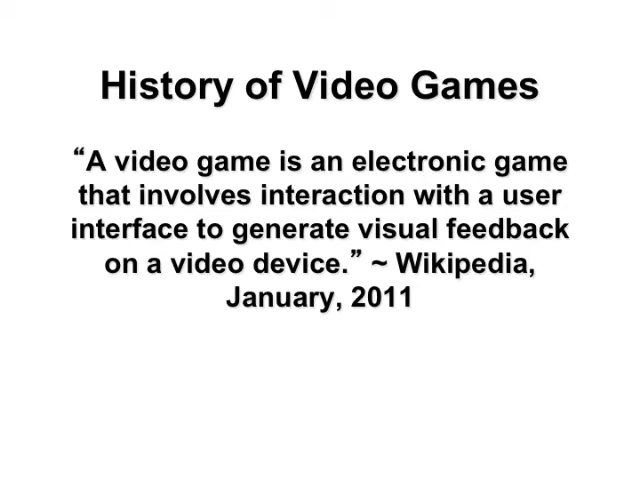 History of Video Games
“A video game is an electronic game
that involves interaction with a user
interface to generate visual feedback
on a video device.” ~ Wikipedia,
January, 2011